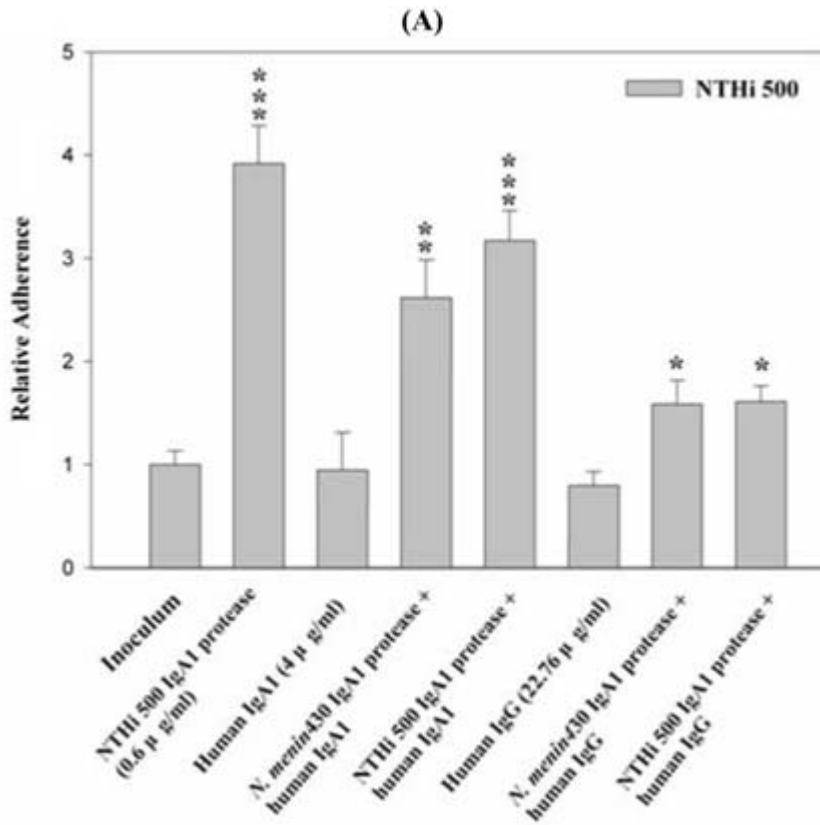 (A)
5
NTHi 500
***
4
***
**
3
Relative Adherence
2
*
*
1
0
Inoculum
NTHi 500 IgA1 protease
(0.6 μ g/ml)
Human IgA1 (4 μ g/ml)
N. menin430 IgA1 protease +
human IgA1
NTHi 500 IgA1 protease +
human IgA1
Human IgG (22.76 μ g/ml)
N. menin430 IgA1 protease +
human IgG
NTHi 500 IgA1 protease +
human IgG